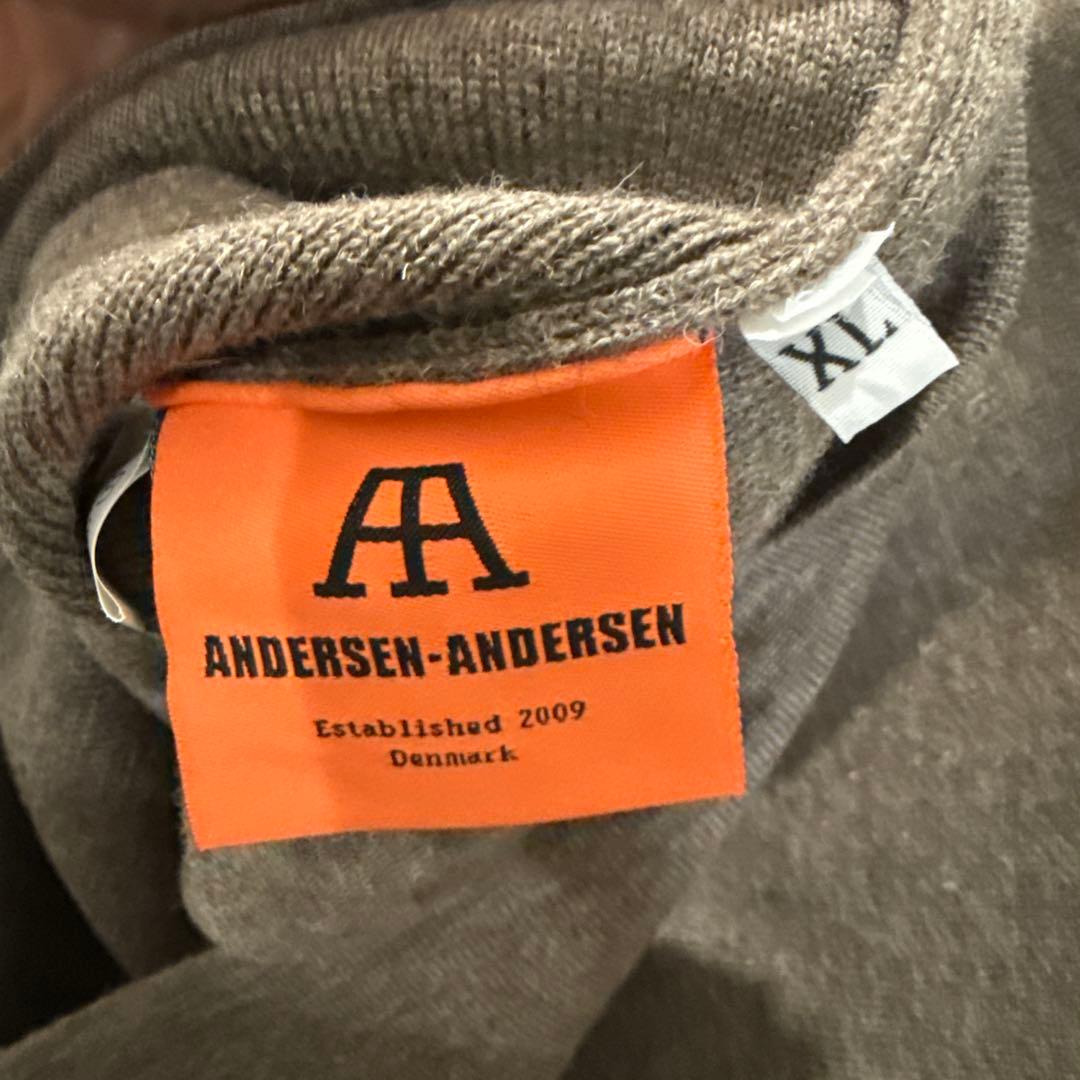 AA
ANDERSEN-ANDERSEN
Established 2009
Denmark
XL